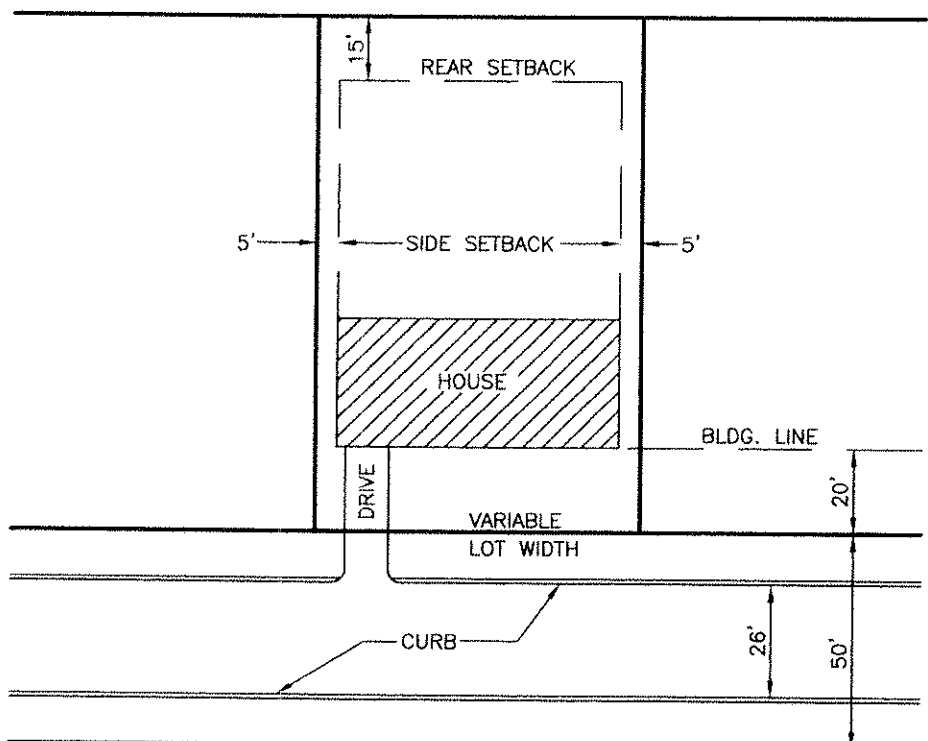 15'
REAR SETBACK
5'
SIDE SETBACK
5'
HOUSE
BLDG. LINE
DRIVE
20'
VARIABLE
LOT WIDTH
CURB
26'
50'